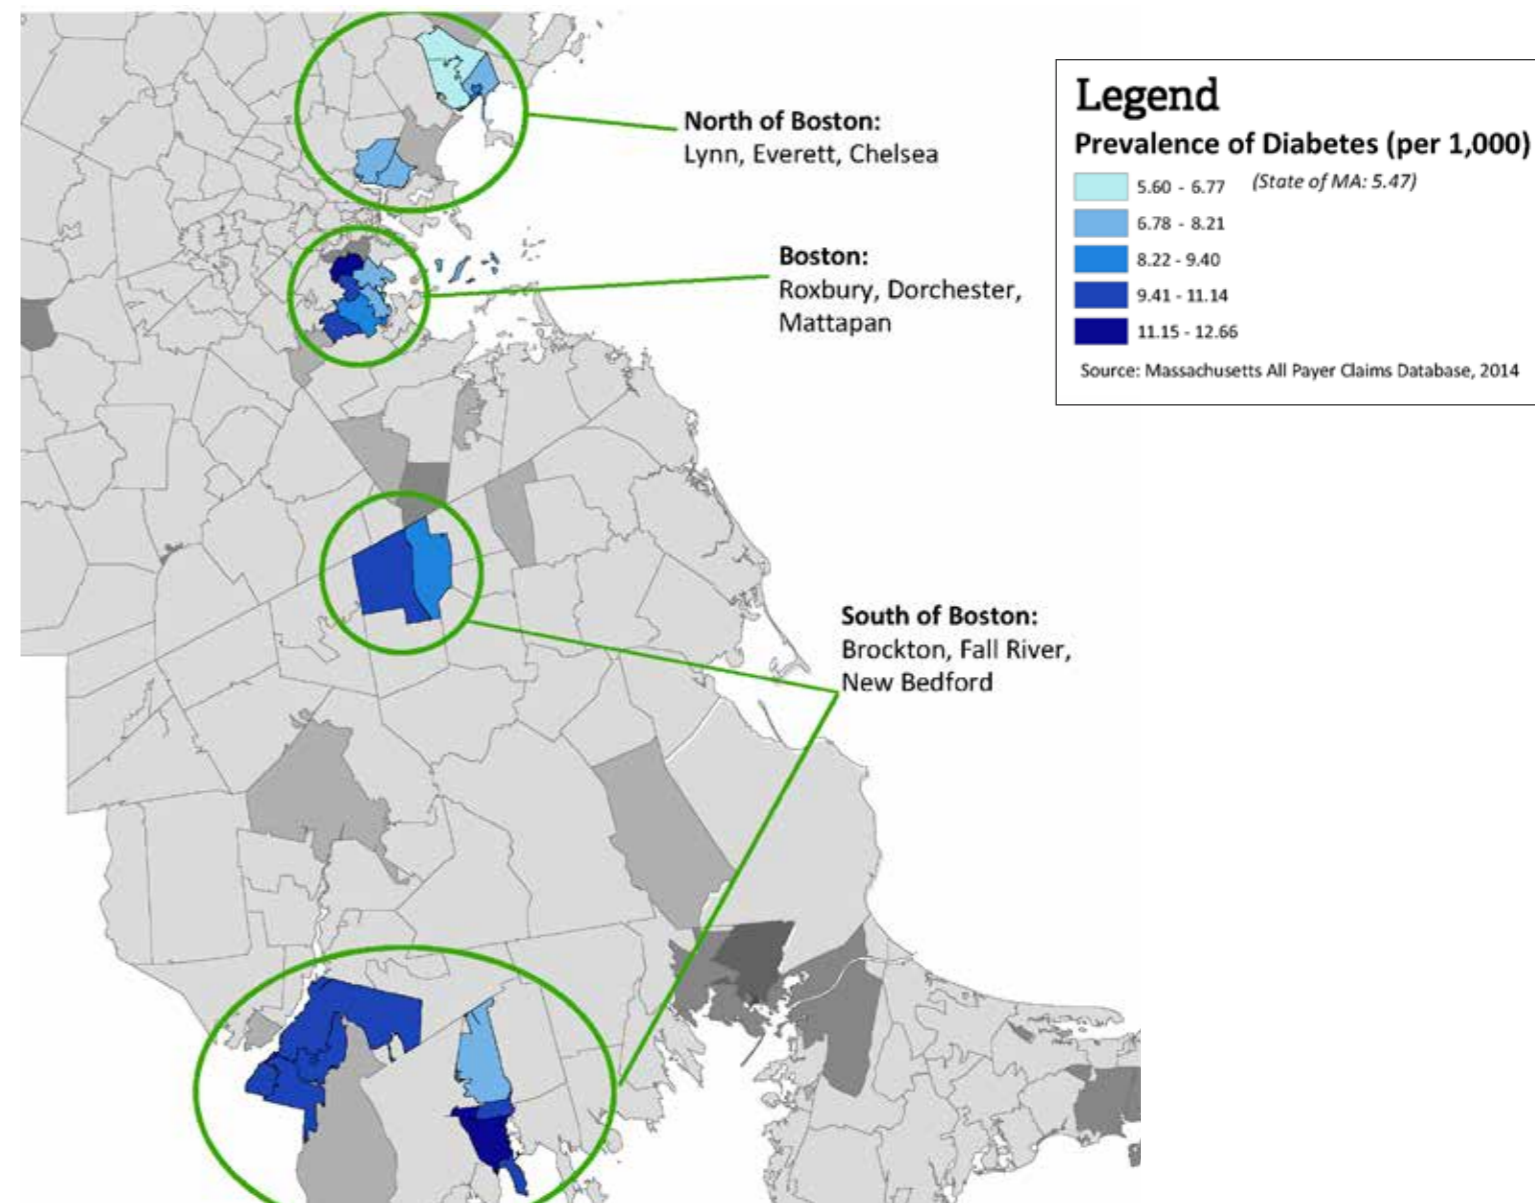 North of Boston:
Lynn, Everett, Chelsea
Boston:
Roxbury, Dorchester,
Mattapan
South of Boston:
Brockton, Fall River,
New Bedford
Legend
Prevalence of Diabetes (per 1,000)
5.60 - 6.77 (State of MA: 5.47)
6.78 - 8.21
8.22 - 9.40
9.41 - 11.14
11.15 - 12.66
Source: Massachusetts All Payer Claims Database, 2014